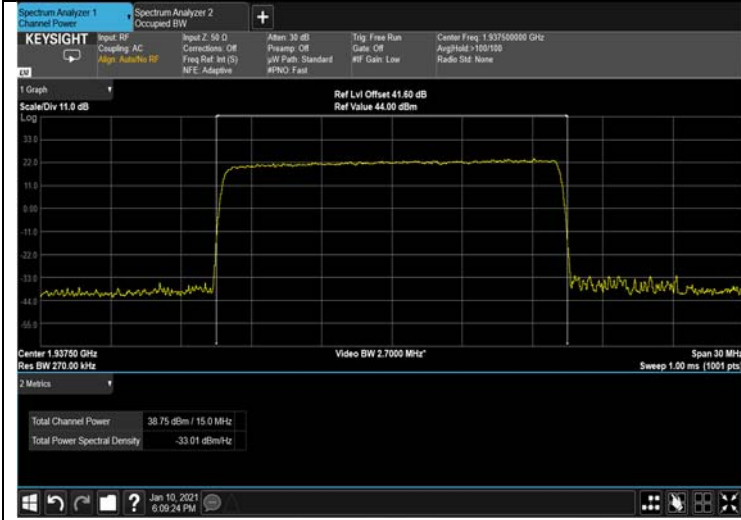 Spectrum Analyzer 1
Channel Power
Spectrum Analyzer 2
Occupied BW
+
KEYSIGHT
Input: RF
Coupling: AC
Align: Auto/No RF
Input Z: 50 Ω
Corrections: Off
Freq Ref: Int (S)
NFE: Adaptive
Atten: 30 dB
Preamp: Off
µW Path: Standard
#PNO: Fast
Trig: Free Run
Gate: Off
#IF Gain: Low
Center Freq: 1.937500000 GHz
Avg|Hold:>100/100
Radio Std: None
1 Graph
Scale/Div 11.0 dB
Ref Lvl Offset 41.60 dB
Ref Value 44.00 dBm
Log
33.0
22.0
11.0
0.00
-11.0
-22.0
-33.0
-44.0
-55.0
Center 1.93750 GHz
Video BW 2.7000 MHz*
Span 30 MHz
Res BW 270.00 kHz
Sweep 1.00 ms (1001 pts)
2 Metrics
Total Channel Power 38.75 dBm / 15.0 MHz
Total Power Spectral Density -33.01 dBm/Hz
?
Jan 10, 2021
6:09:24 PM